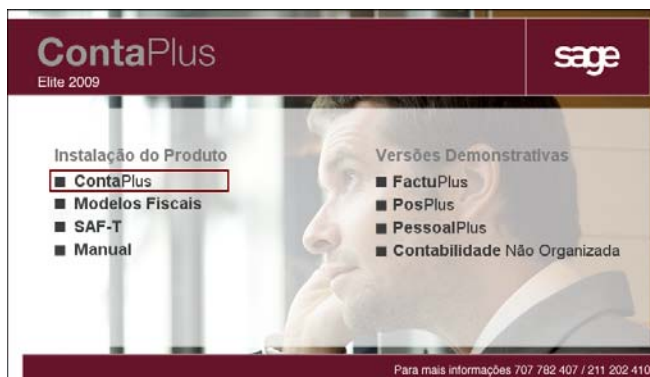 ContaPlus
Elite 2009
sage
Instalação do Produto
ContaPlus
Modelos Fiscais
SAF-T
Manual
Versões Demonstrativas
FactuPlus
PosPlus
PessoalPlus
Contabilidade Não Organizada
Para mais informações 707 782 407 / 211 202 410